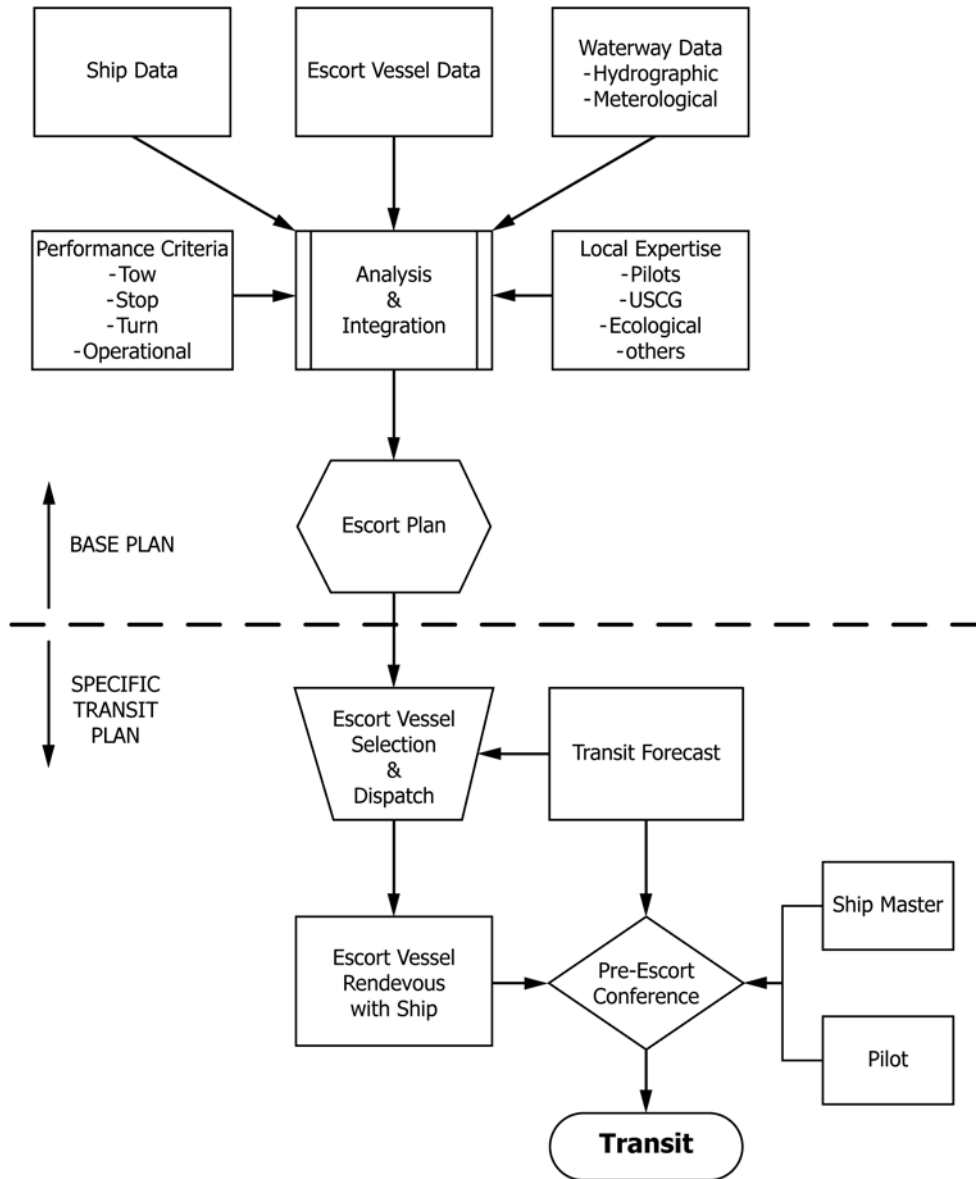 Ship Data
Escort Vessel Data
Waterway Data
-Hydrographic
-Meterological
Performance Criteria
-Tow
-Stop
-Turn
-Operational
Analysis
&
Integration
Local Expertise
-Pilots
-USCG
-Ecological
-others
Escort Plan
BASE PLAN
SPECIFIC
TRANSIT
PLAN
Escort Vessel
Selection
&
Dispatch
Transit Forecast
Ship Master
Escort Vessel
Rendevous
with Ship
Pre-Escort
Conference
Pilot
Transit